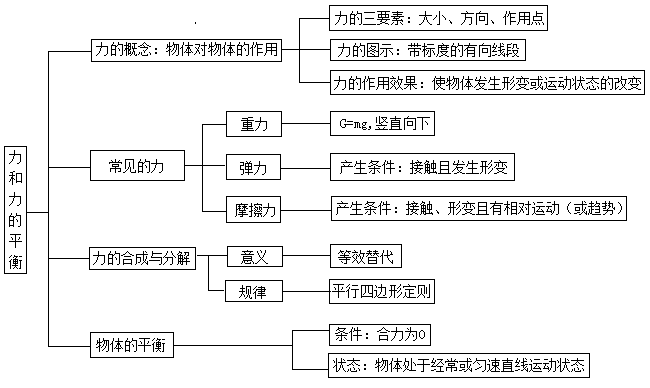 力和力的平衡
力的概念：物体对物体的作用
力的三要素：大小、方向、作用点
力的图示：带标度的有向线段
力的作用效果：使物体发生形变或运动状态的改变
常见的力
重力
G=mg,竖直向下
弹力
产生条件：接触且发生形变
摩擦力
产生条件：接触、形变且有相对运动（或趋势）
力的合成与分解
意义
等效替代
规律
平行四边形定则
物体的平衡
条件：合力为0
状态：物体处于经常或匀速直线运动状态